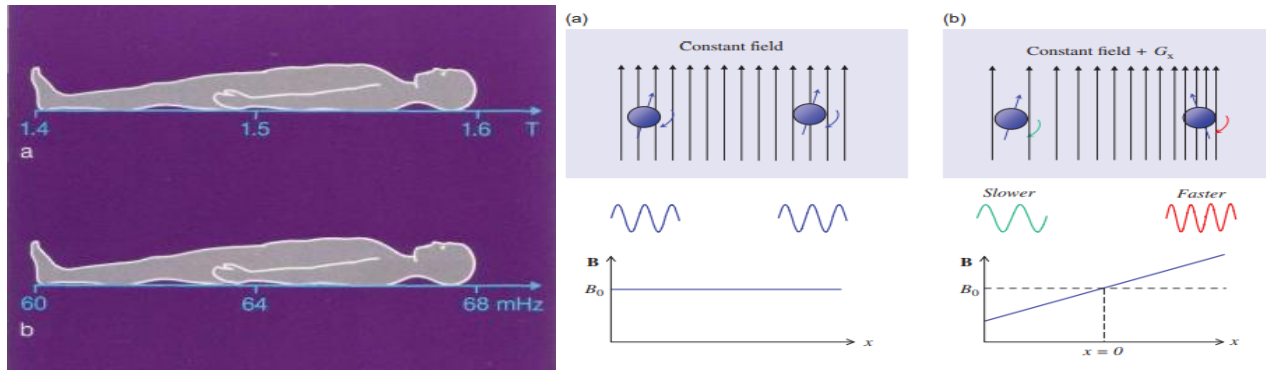 1.4 1.5 1.6 T
a
60 64 68 mHz
b
(a)
Constant field
B
B0
x
(b)
Constant field + Gx
Slower Faster
B
B0
x
x = 0